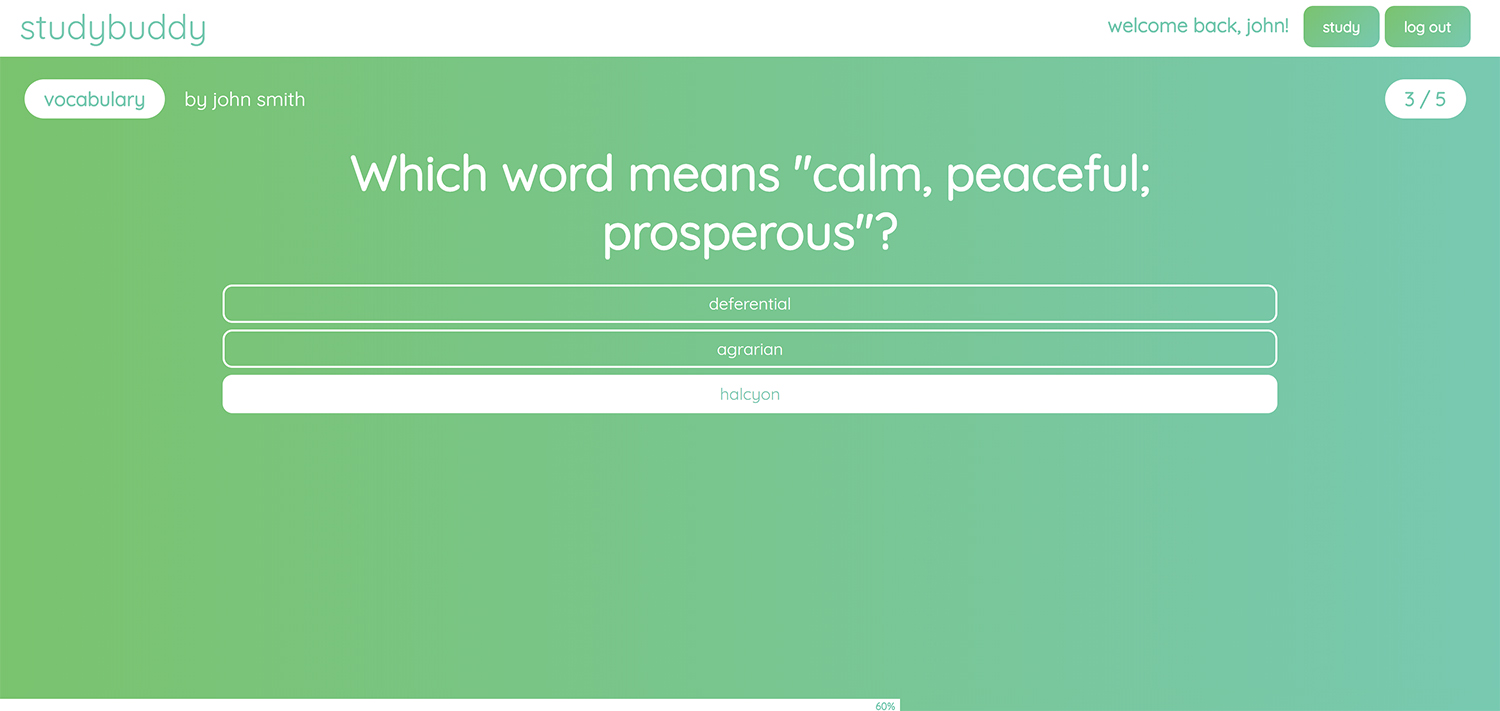 studybuddy
welcome back, john!
study
log out
vocabulary
by john smith
3 / 5
Which word means "calm, peaceful;
prosperous"?
deferential
agrarian
halcyon
60%